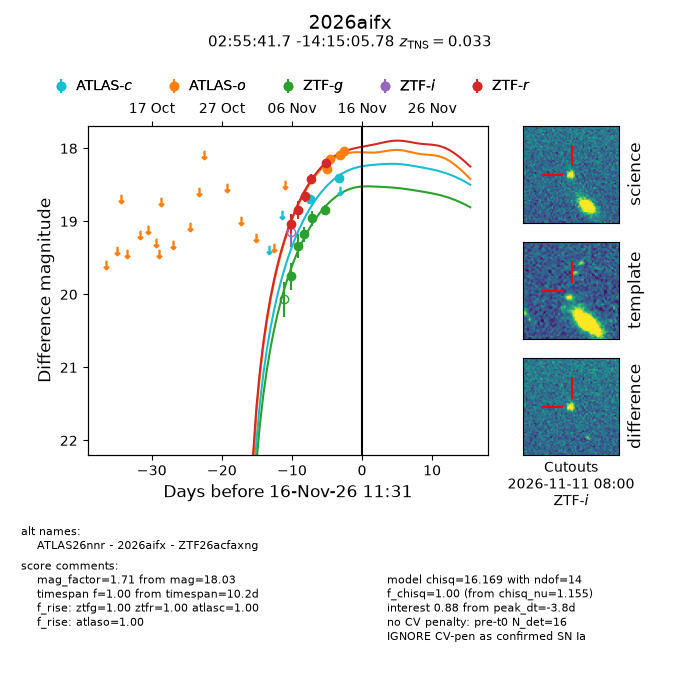 2026aifx
02:55:41.7 -14:15:05.78 zTNS = 0.033
ATLAS-c
ATLAS-o
ZTF-g
ZTF-i
ZTF-r
17 Oct
27 Oct
06 Nov
16 Nov
26 Nov
18
19
20
21
22
Difference magnitude
−30
−20
−10
0
10
Days before 16-Nov-26 11:31
science
template
difference
Cutouts
2026-11-11 08:00
ZTF-i
alt names:
ATLAS26nnr - 2026aifx - ZTF26acfaxng
score comments:
mag_factor=1.71 from mag=18.03
timespan f=1.00 from timespan=10.2d
f_rise: ztfg=1.00 ztfr=1.00 atlasc=1.00
f_rise: atlaso=1.00
model chisq=16.169 with ndof=14
f_chisq=1.00 (from chisq_nu=1.155)
interest 0.88 from peak_dt=-3.8d
no CV penalty: pre-t0 N_det=16
IGNORE CV-pen as confirmed SN Ia